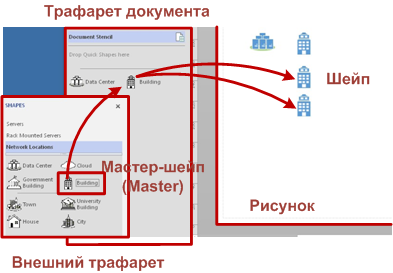 Трафарет документа
Document Stencil
Drop Quick Shapes here
Data Center
Building
Шейп
SHAPES
Servers
Rack Mounted Servers
Network Locations
Data Center
Cloud
Мастер-шейп
(Master)
Government
Building
Building
Town
University
Building
Рисунок
House
City
Внешний трафарет